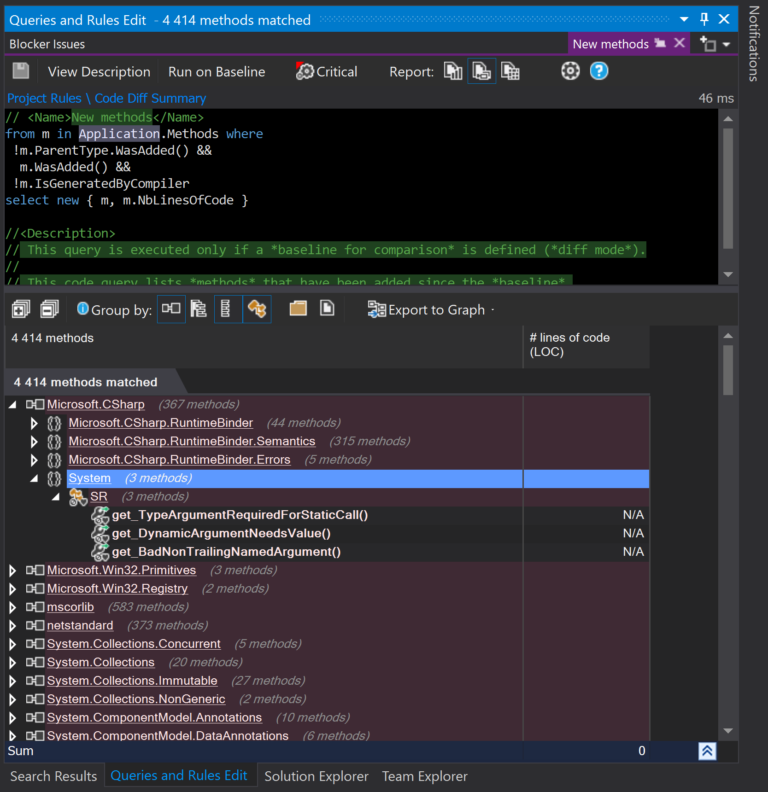 Queries and Rules Edit - 4 414 methods matched
Notifications
Blocker Issues
New methods
View Description Run on Baseline Critical Report:
Project Rules \ Code Diff Summary 46 ms
// <Name>New methods</Name>
from m in Application.Methods where
!m.ParentType.WasAdded() &&
m.WasAdded() &&
!m.IsGeneratedByCompiler
select new { m, m.NbLinesOfCode }
//<Description>
// This query is executed only if a *baseline for comparison* is defined (*diff mode*).
//
// This code query lists *methods* that have been added since the *baseline*.
Group by: Export to Graph
4 414 methods # lines of code
(LOC)
4 414 methods matched
Microsoft.CSharp (367 methods)
Microsoft.CSharp.RuntimeBinder (44 methods)
Microsoft.CSharp.RuntimeBinder.Semantics (315 methods)
Microsoft.CSharp.RuntimeBinder.Errors (5 methods)
System (3 methods)
SR (3 methods)
get_TypeArgumentRequiredForStaticCall() N/A
get_DynamicArgumentNeedsValue() N/A
get_BadNonTrailingNamedArgument() N/A
Microsoft.Win32.Primitives (3 methods)
Microsoft.Win32.Registry (2 methods)
mscorlib (583 methods)
netstandard (373 methods)
System.Collections.Concurrent (5 methods)
System.Collections (20 methods)
System.Collections.Immutable (27 methods)
System.Collections.NonGeneric (2 methods)
System.ComponentModel.Annotations (10 methods)
System.ComponentModel.DataAnnotations (6 methods)
Sum 0
Search Results Queries and Rules Edit Solution Explorer Team Explorer